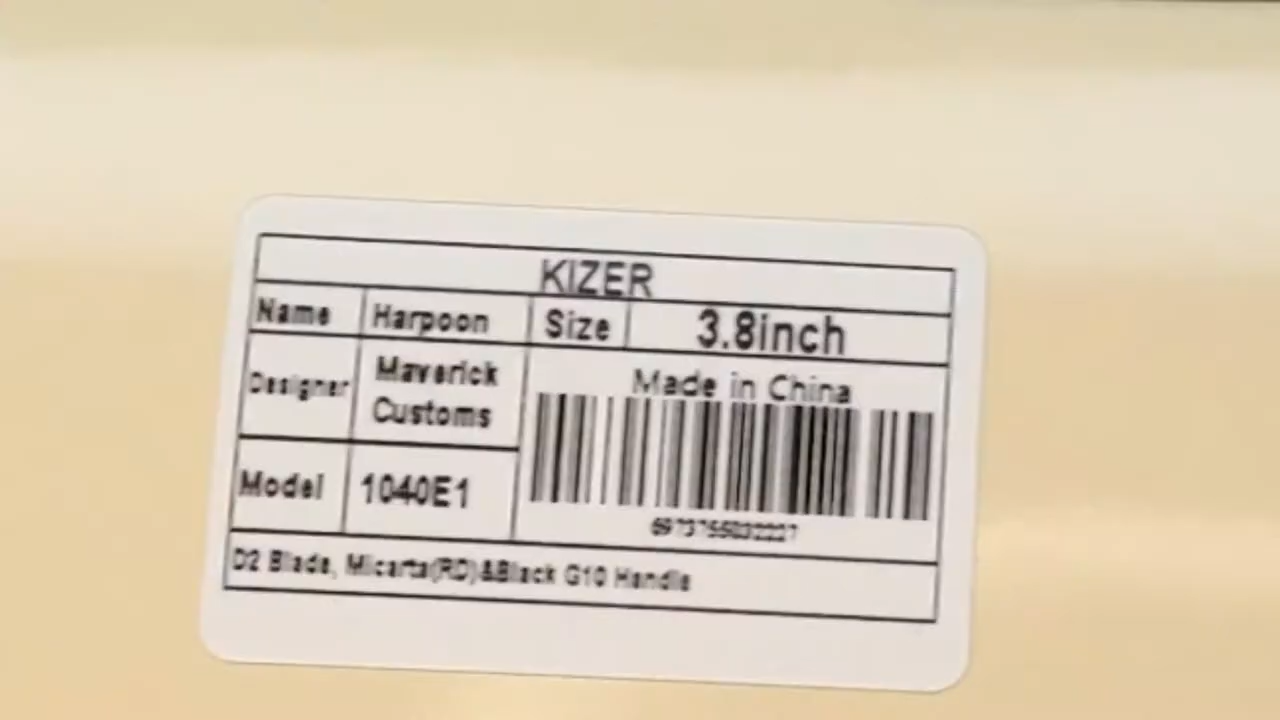 KIZER
Name Harpoon Size 3.8inch
Designer Maverick Customs
Made in China
Model 1040E1
D2 Blade, Micarta(RD)&Black G10 Handle